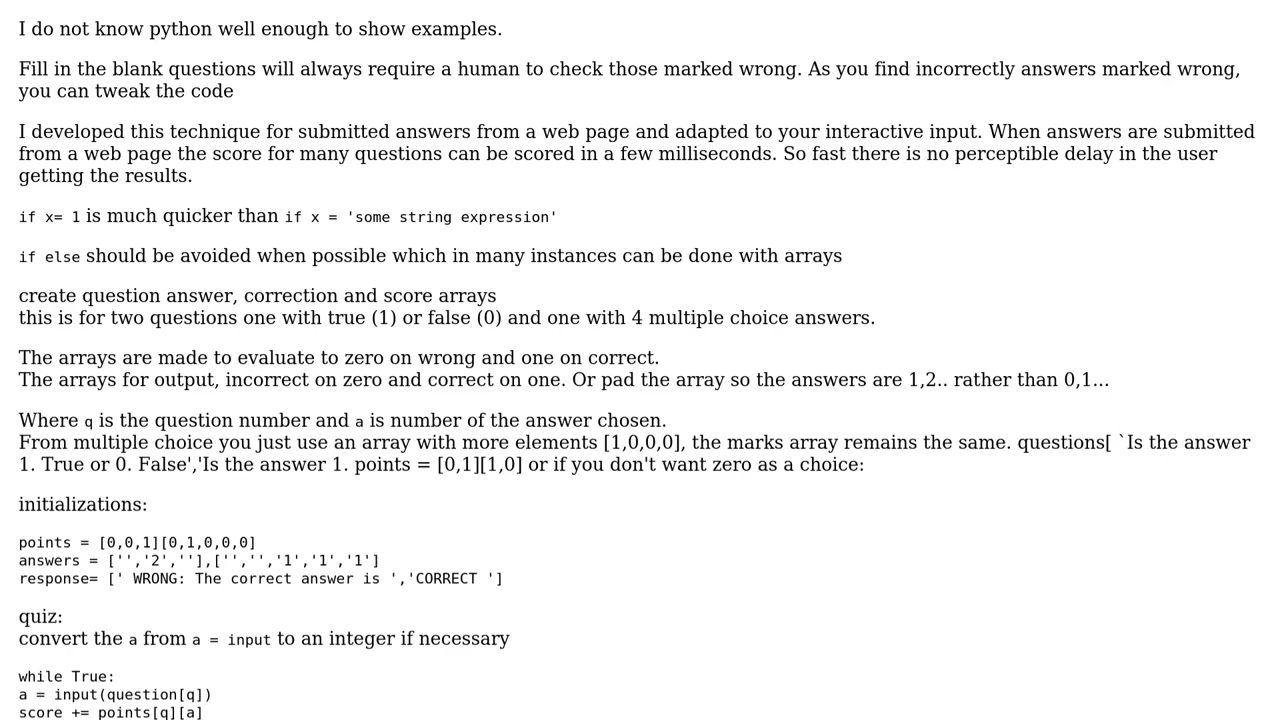 I do not know python well enough to show examples.
Fill in the blank questions will always require a human to check those marked wrong. As you find incorrectly answers marked wrong,
you can tweak the code
I developed this technique for submitted answers from a web page and adapted to your interactive input. When answers are submitted
from a web page the score for many questions can be scored in a few milliseconds. So fast there is no perceptible delay in the user
getting the results.
if x= 1 is much quicker than if x = 'some string expression'
if else should be avoided when possible which in many instances can be done with arrays
create question answer, correction and score arrays
this is for two questions one with true (1) or false (0) and one with 4 multiple choice answers.
The arrays are made to evaluate to zero on wrong and one on correct.
The arrays for output, incorrect on zero and correct on one. Or pad the array so the answers are 1,2.. rather than 0,1...
Where q is the question number and a is number of the answer chosen.
From multiple choice you just use an array with more elements [1,0,0,0], the marks array remains the same. questions[ `Is the answer
1. True or 0. False','Is the answer 1. points = [0,1][1,0] or if you don't want zero as a choice:
initializations:
points = [0,0,1][0,1,0,0,0]
answers = ['','2',''],['','','1','1','1']
response= [' WRONG: The correct answer is ','CORRECT ']
quiz:
convert the a from a = input to an integer if necessary
while True:
a = input(question[q])
score += points[q][a]